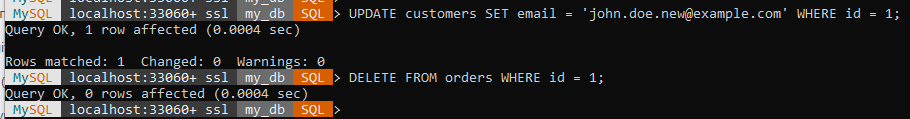 MySQL localhost:33060+ ssl my_db SQL > UPDATE customers SET email = 'john.doe.new@example.com' WHERE id = 1;
Query OK, 1 row affected (0.0004 sec)
Rows matched: 1 Changed: 0 Warnings: 0
MySQL localhost:33060+ ssl my_db SQL > DELETE FROM orders WHERE id = 1;
Query OK, 0 rows affected (0.0004 sec)
MySQL localhost:33060+ ssl my_db SQL >